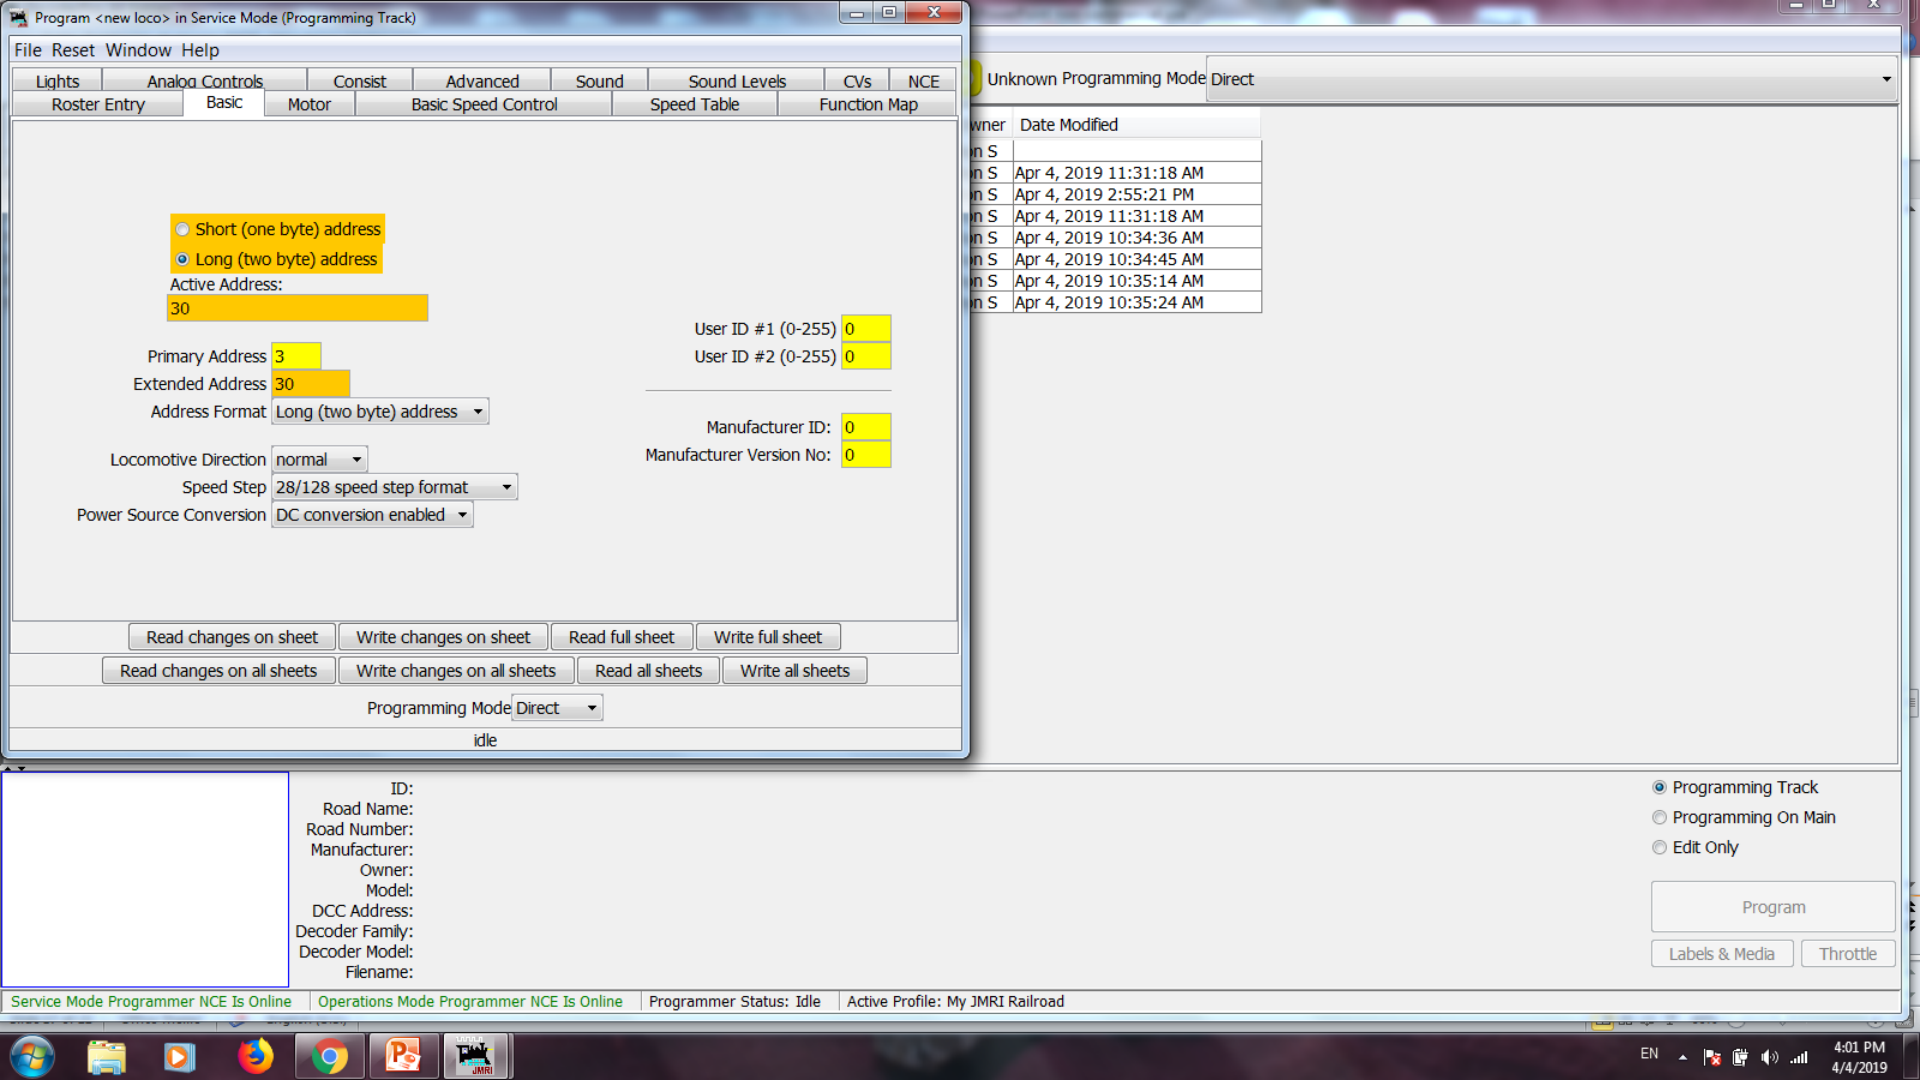 Program <new loco> in Service Mode (Programming Track)
File Reset Window Help
Lights Analog Controls Consist Advanced Sound Sound Levels CVs NCE
Roster Entry Basic Motor Basic Speed Control Speed Table Function Map
Short (one byte) address
Long (two byte) address
Active Address:
30
Primary Address 3
Extended Address 30
Address Format Long (two byte) address
Locomotive Direction normal
Speed Step 28/128 speed step format
Power Source Conversion DC conversion enabled
User ID #1 (0-255) 0
User ID #2 (0-255) 0
Manufacturer ID: 0
Manufacturer Version No: 0
Read changes on sheet Write changes on sheet Read full sheet Write full sheet
Read changes on all sheets Write changes on all sheets Read all sheets Write all sheets
Programming Mode Direct
idle
Unknown Programming Mode Direct
wner Date Modified
on S
on S Apr 4, 2019 11:31:18 AM
on S Apr 4, 2019 2:55:21 PM
on S Apr 4, 2019 11:31:18 AM
on S Apr 4, 2019 10:34:36 AM
on S Apr 4, 2019 10:34:45 AM
on S Apr 4, 2019 10:35:14 AM
on S Apr 4, 2019 10:35:24 AM
ID:
Road Name:
Road Number:
Manufacturer:
Owner:
Model:
DCC Address:
Decoder Family:
Decoder Model:
Filename:
Programming Track
Programming On Main
Edit Only
Program
Labels & Media Throttle
Service Mode Programmer NCE Is Online Operations Mode Programmer NCE Is Online Programmer Status: Idle Active Profile: My JMRI Railroad
JMRI
EN
4:01 PM
4/4/2019